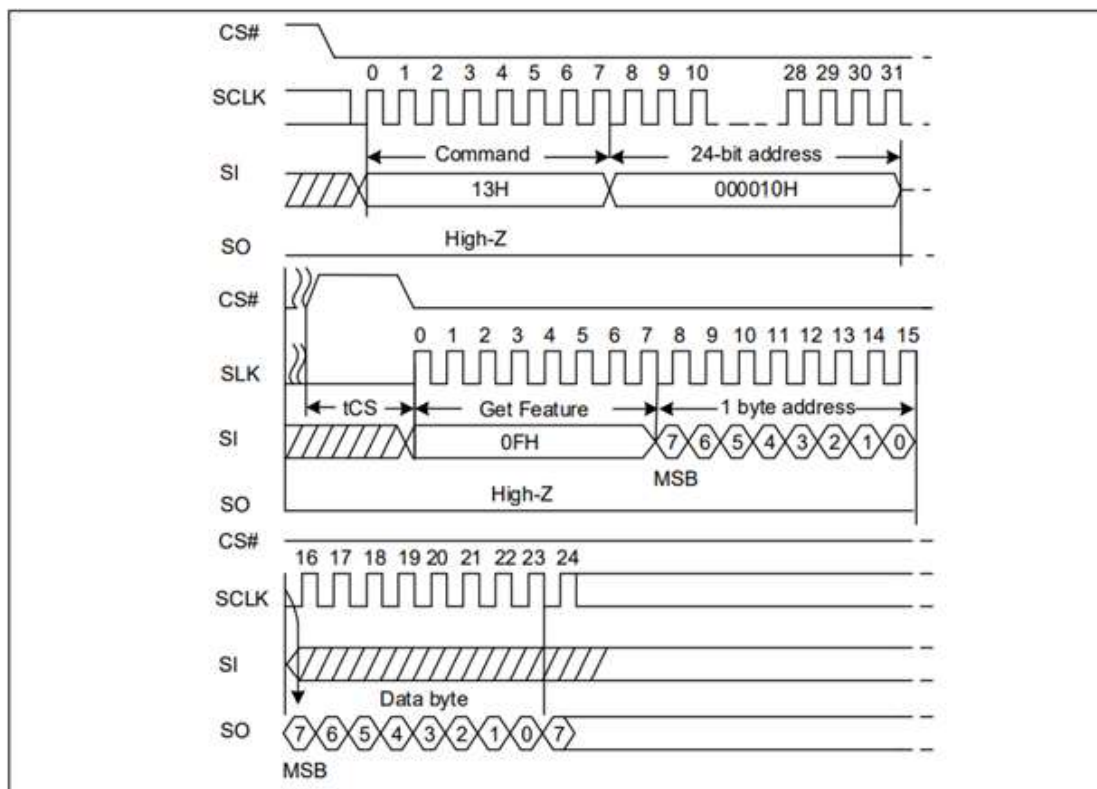 CS#
0 1 2 3 4 5 6 7 8 9 10 28 29 30 31
SCLK
Command 24-bit address
SI
13H 000010H
High-Z
SO
CS#
0 1 2 3 4 5 6 7 8 9 10 11 12 13 14 15
SLK
tCS Get Feature 1 byte address
SI 0FH 7 6 5 4 3 2 1 0
MSB
High-Z
SO
CS#
16 17 18 19 20 21 22 23 24
SCLK
SI
Data byte
SO 7 6 5 4 3 2 1 0 7
MSB